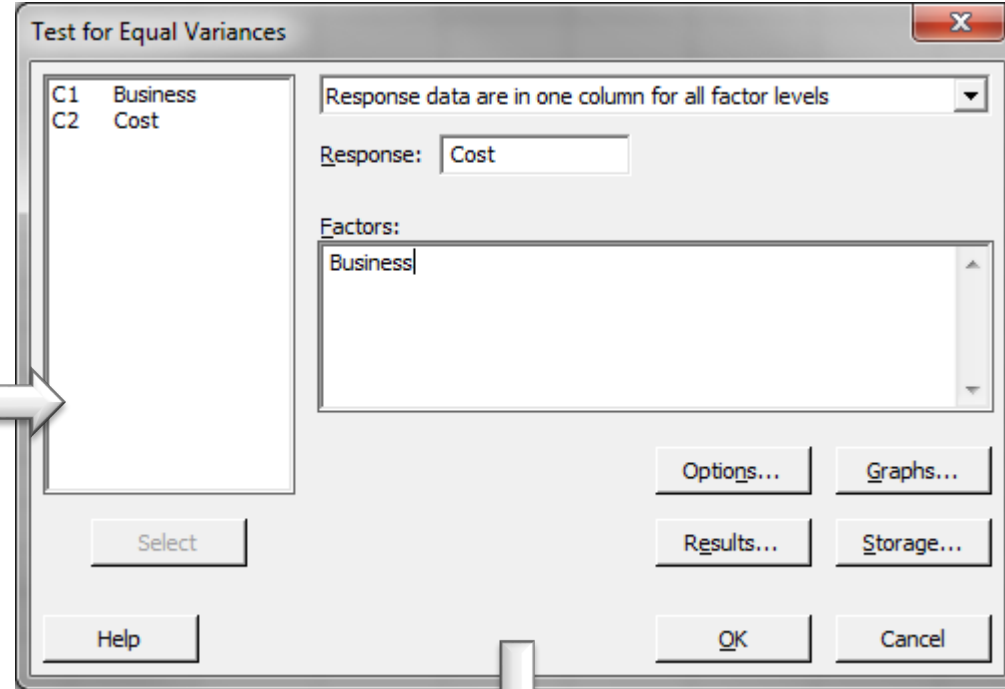 Test for Equal Variances
X
C1 Business
C2 Cost
Response data are in one column for all factor levels
Response: Cost
Factors:
Business
Options... Graphs...
Select Results... Storage...
Help OK Cancel